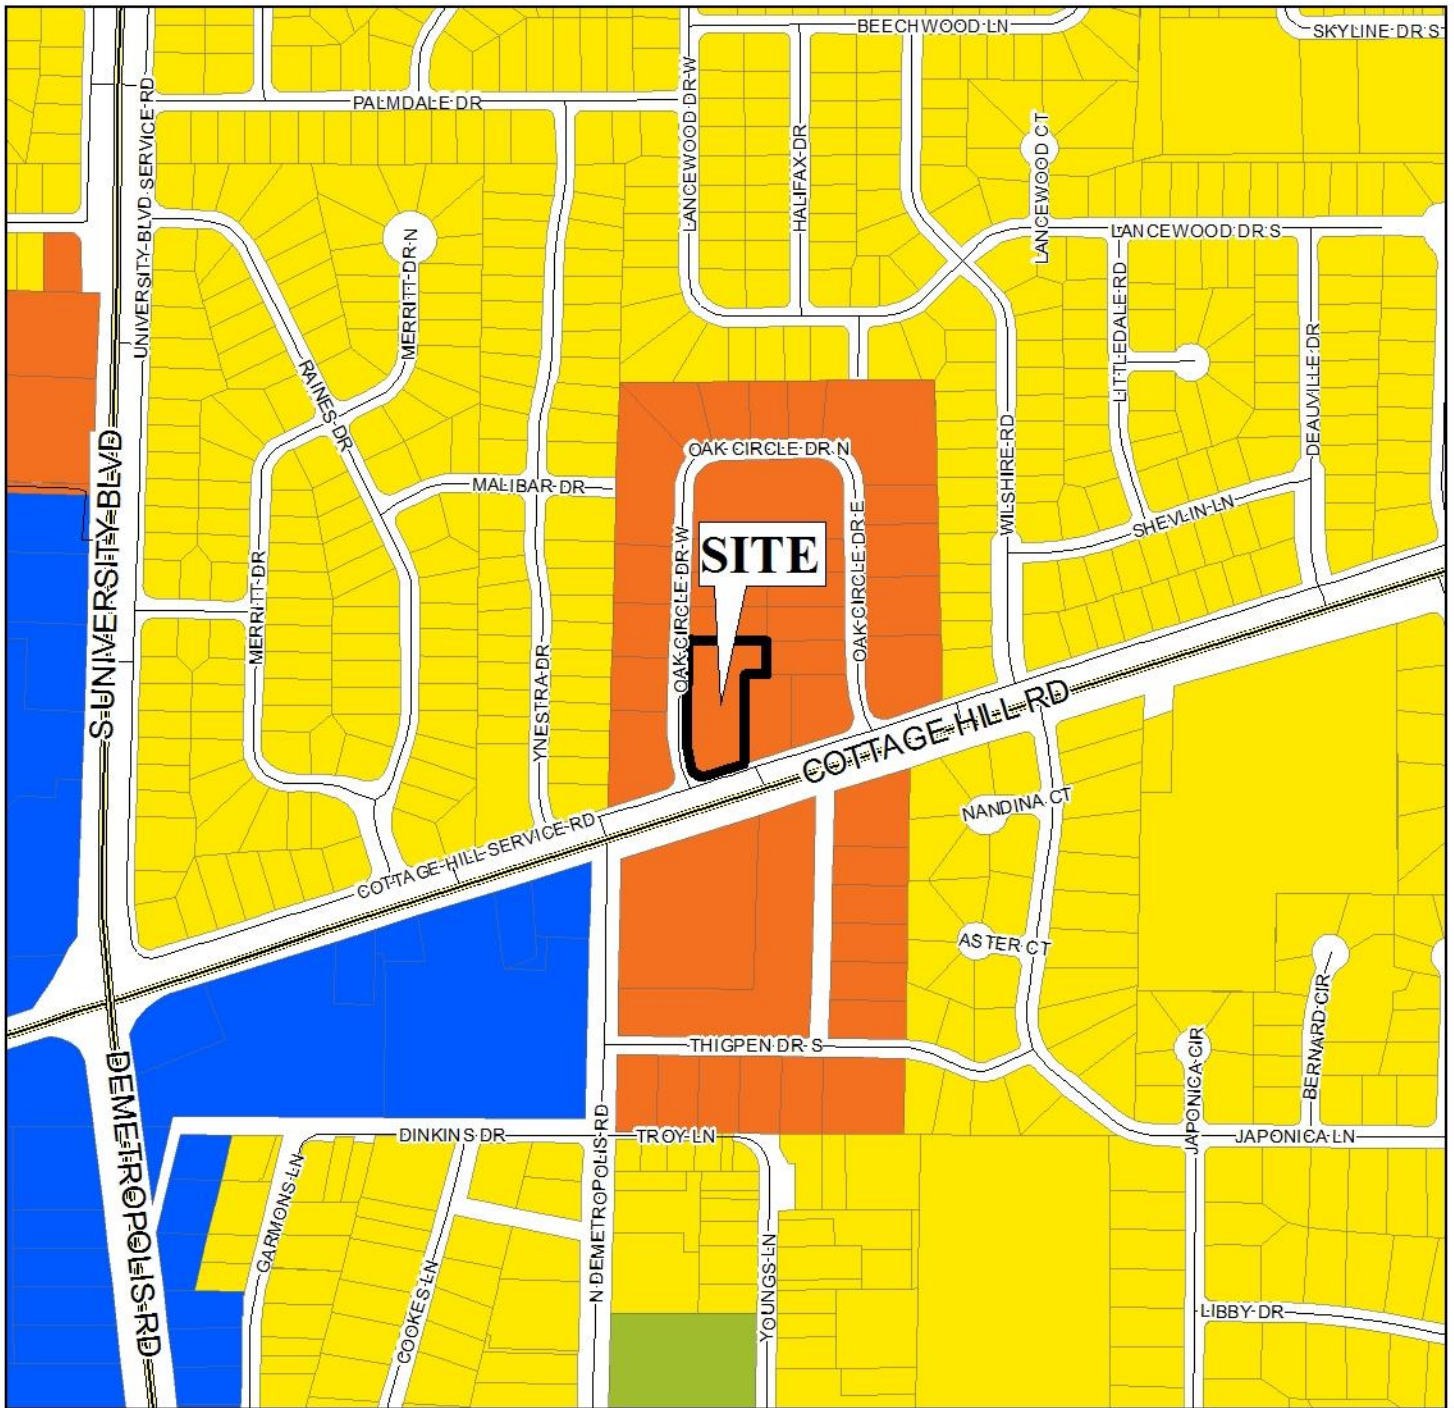 BEECHWOOD LN
SKYLINE DR S
UNIVERSITY BLVD SERVICE RD
PALMDALE DR
LANCEWOOD DR W
HALIFAX DR
LANCEWOOD CT
LANCEWOOD DR S
MERRITT DR N
LITTLEDALE RD
DEAUVILLE DR
RAINES DR
S UNIVERSITY BLVD
OAK CIRCLE DR N
WILSHIRE RD
MALIBAR DR
SHEVLIN LN
SITE
OAK CIRCLE DR W
OAK CIRCLE DR E
MERRITT DR
YNESTRA DR
COTTAGE HILL RD
NANDINA CT
COTTAGE HILL SERVICE RD
ASTER CT
BERNARD CIR
THIGPEN DR S
JAPONICA CIR
DEMETROPOLIS RD
DINKINS DR
TROY LN
JAPONICA LN
GARMONS LN
N DEMETROPOLIS RD
COOKES LN
YOUNGS LN
LIBBY DR